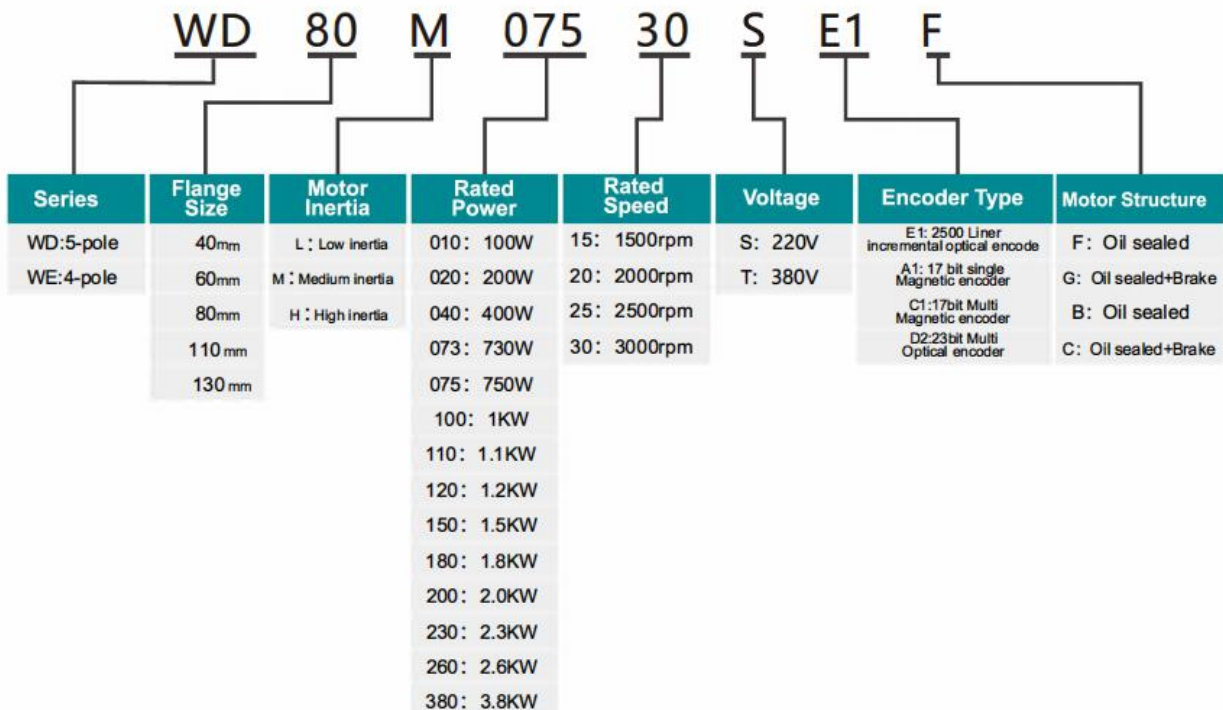 WD 80 M 075 30 S E1 F
Series
WD:5-pole
WE:4-pole
Flange
Size
40mm
60mm
80mm
110 mm
130 mm
Motor
Inertia
L：Low inertia
M：Medium inertia
H：High inertia
Rated
Power
010：100W
020：200W
040：400W
073：730W
075：750W
100：1KW
110：1.1KW
120：1.2KW
150：1.5KW
180：1.8KW
200：2.0KW
230：2.3KW
260：2.6KW
380：3.8KW
Rated
Speed
15：1500rpm
20：2000rpm
25：2500rpm
30：3000rpm
Voltage
S：220V
T：380V
Encoder Type
E1: 2500 Liner
incremental optical encode
A1: 17 bit single
Magnetic encoder
C1:17bit Multi
Magnetic encoder
D2:23bit Multi
Optical encoder
Motor Structure
F：Oil sealed
G：Oil sealed+Brake
B：Oil sealed
C：Oil sealed+Brake